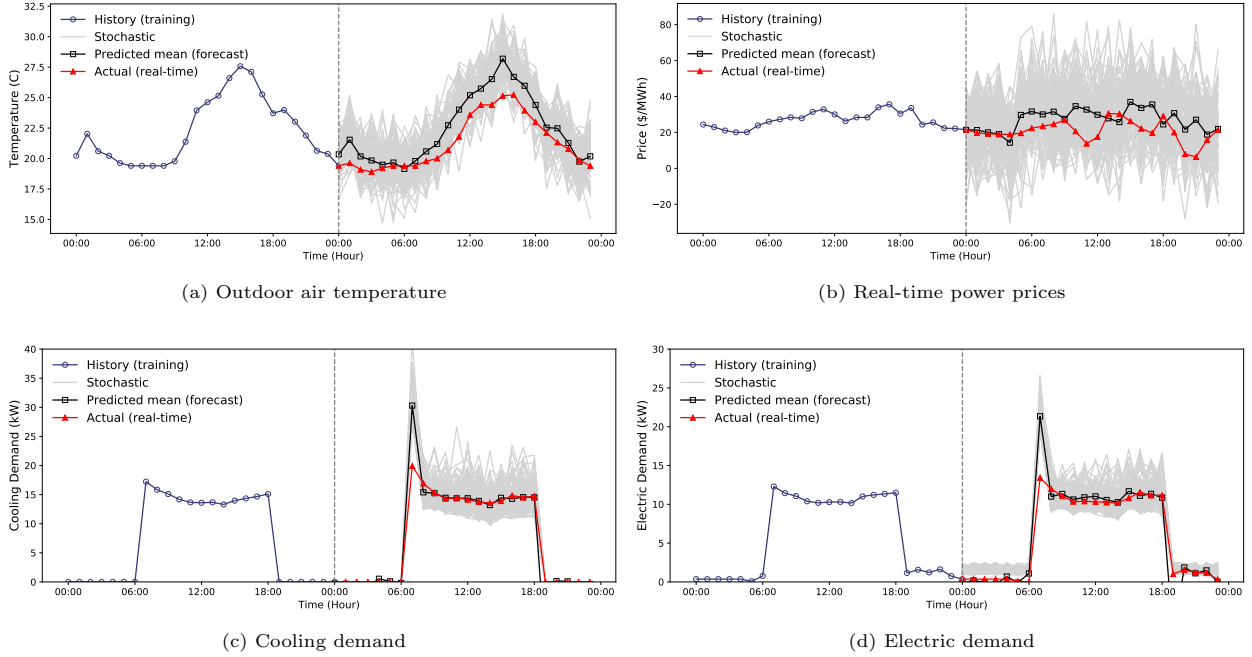 32.5
30.0
27.5
25.0
22.5
20.0
17.5
15.0
Temperature (C)
History (training)
Stochastic
Predicted mean (forecast)
Actual (real-time)
00:00 06:00 12:00 18:00 00:00 06:00 12:00 18:00 00:00
Time (Hour)
(a) Outdoor air temperature
80
60
40
20
0
−20
Price ($/MWh)
History (training)
Stochastic
Predicted mean (forecast)
Actual (real-time)
00:00 06:00 12:00 18:00 00:00 06:00 12:00 18:00 00:00
Time (Hour)
(b) Real-time power prices
40
35
30
25
20
15
10
5
0
Cooling Demand (kW)
History (training)
Stochastic
Predicted mean (forecast)
Actual (real-time)
00:00 06:00 12:00 18:00 00:00 06:00 12:00 18:00 00:00
Time (Hour)
(c) Cooling demand
30
25
20
15
10
5
0
Electric Demand (kW)
History (training)
Stochastic
Predicted mean (forecast)
Actual (real-time)
00:00 06:00 12:00 18:00 00:00 06:00 12:00 18:00 00:00
Time (Hour)
(d) Electric demand